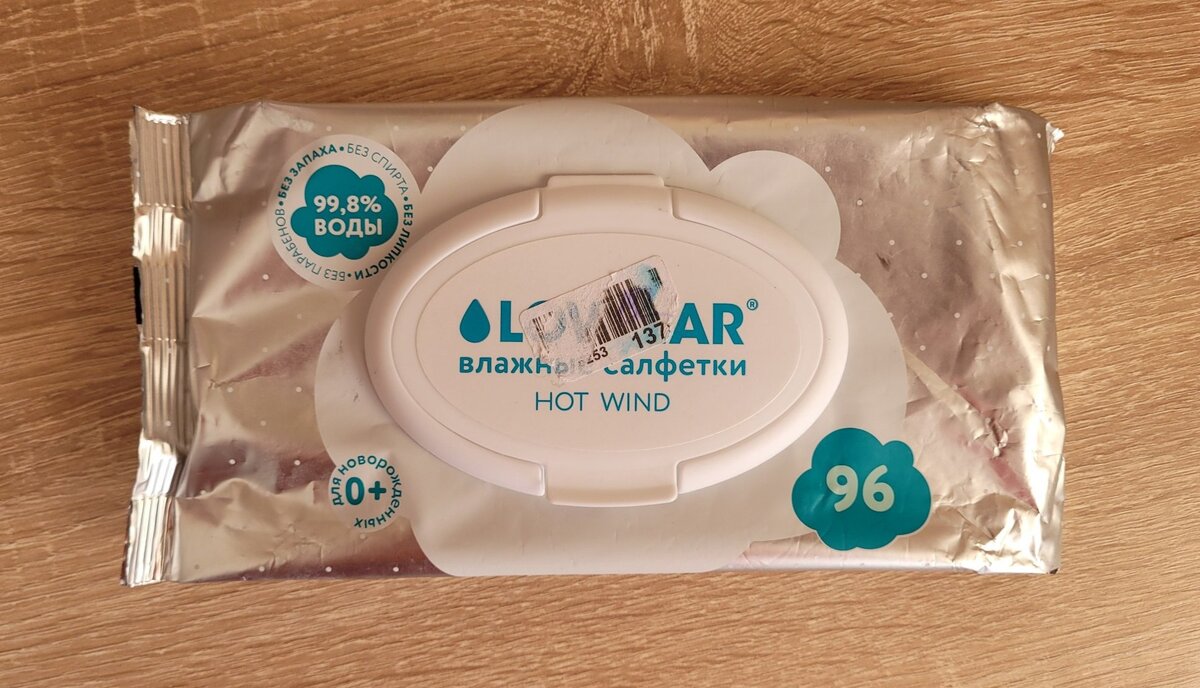 БЕЗ ЗАПАХА • БЕЗ СПИРТА • БЕЗ ЛИПКОСТИ • БЕЗ ПАРАБЕНОВ •
99,8%
ВОДЫ
253
137
салфетки
HOT WIND
для новорожденных
0+
96